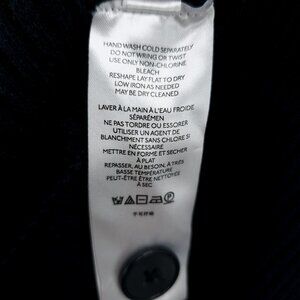 HAND WASH COLD SEPARATELY
DO NOT WRING OR TWIST
USE ONLY NON-CHLORINE
BLEACH
RESHAPE LAY FLAT TO DRY
LOW IRON AS NEEDED
MAY BE DRY CLEANED.
LAVER À LA MAIN À L'EAU FROIDE
SÉPARÉMEN
NE PAS TORDRE OU ESSORER
UTILISER UN AGENT DE
BLANCHIMENT SANS CHLORE SI
NÉCESSAIRE
METTRE EN FORME ET SECHER
À PLAT
REPASSER, AU BESOIN, À TRÈS
BASSE TEMPÉRATURE
PEUT-ÊTRE ÊTRE NETTOYÉE
À SEC